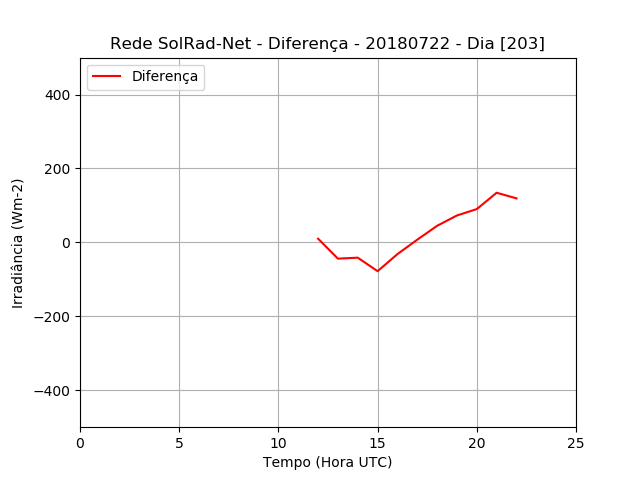 Rede SolRad-Net - Diferença - 20180722 - Dia [203]
Diferença
400
200
0
−200
−400
Irradiância (Wm-2)
0 5 10 15 20 25
Tempo (Hora UTC)